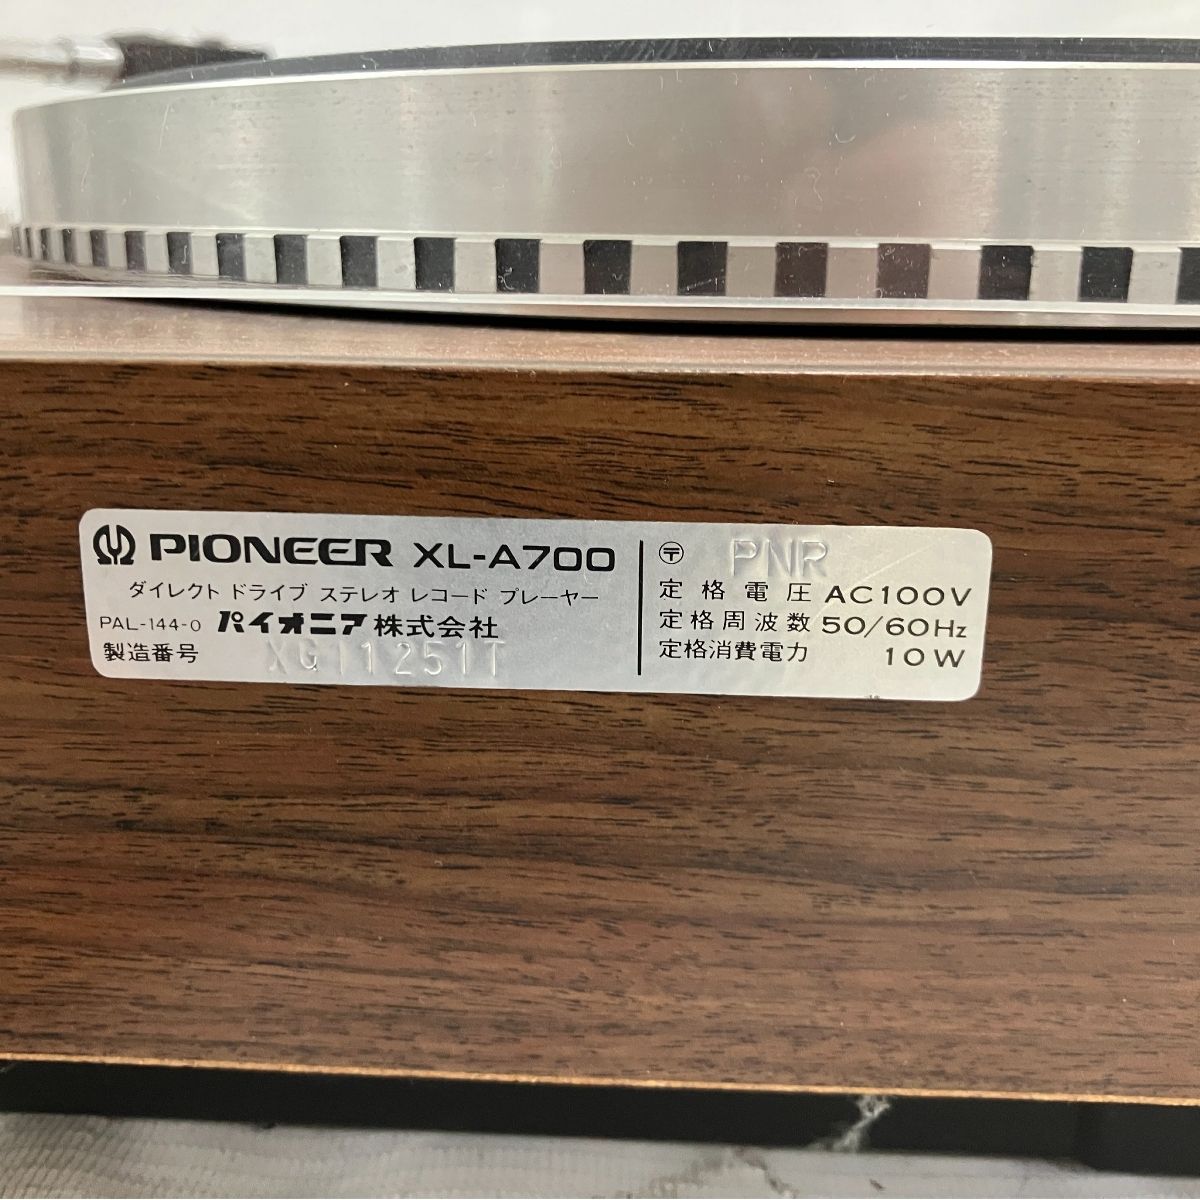 PIONEER XL-A700
ダイレクト ドライブ ステレオ レコード プレーヤー
PAL-144-0 パイオニア株式会社
製造番号 XG11251T
〒 PNR
定格電圧 AC100V
定格周波数 50/60Hz
定格消費電力 10W